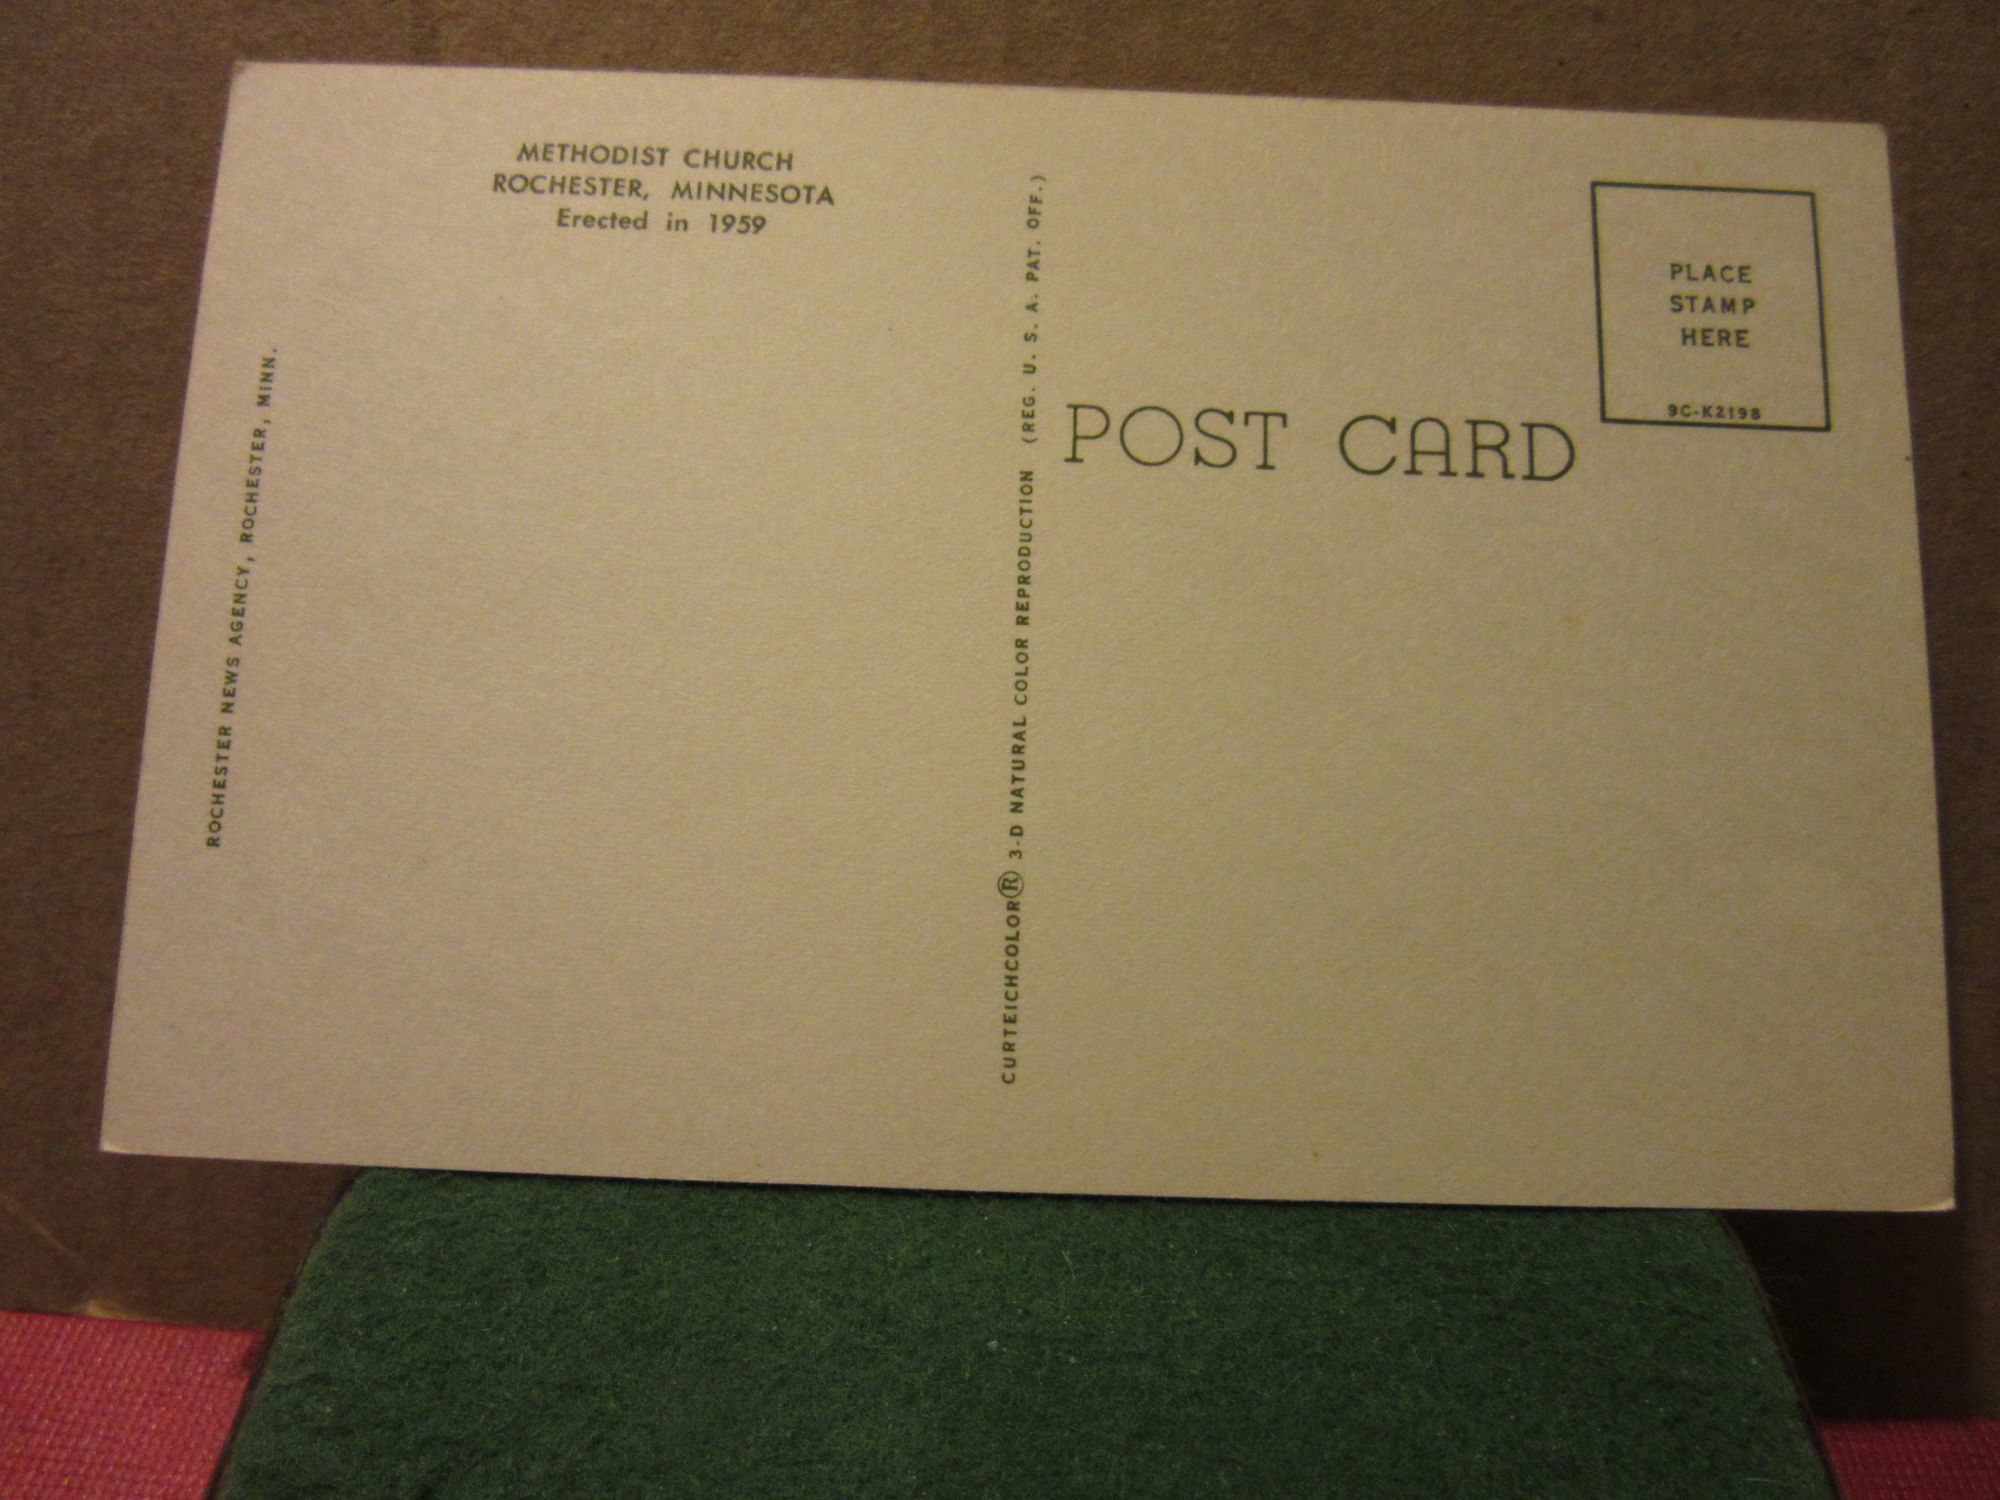 METHODIST CHURCH
ROCHESTER, MINNESOTA
Erected in 1959
ROCHESTER NEWS AGENCY, ROCHESTER, MINN.
CURTEICHCOLOR® 3-D NATURAL COLOR REPRODUCTION (REG. U. S. A. PAT. OFF.)
POST CARD
PLACE
STAMP
HERE
9C-K2198